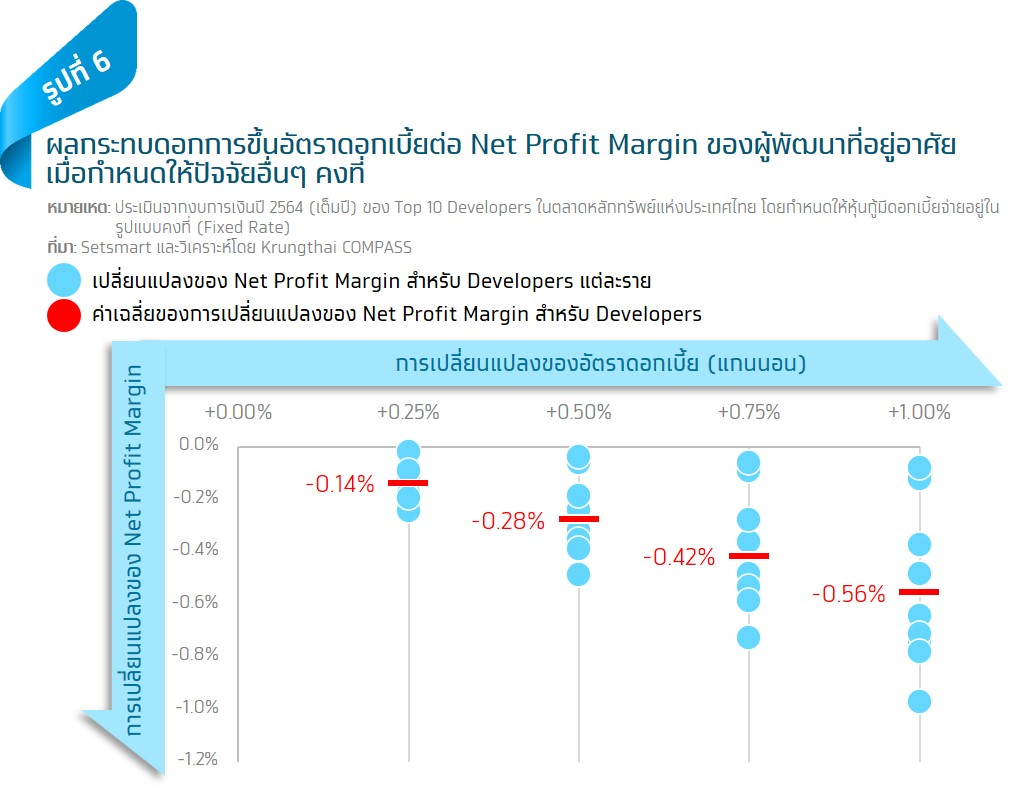 รูปที่ 6
ผลกระทบดอกการขึ้นอัตราดอกเบี้ยต่อ Net Profit Margin ของผู้พัฒนาที่อยู่อาศัย
เมื่อกำหนดให้ปัจจัยอื่นๆ คงที่
หมายเหตุ: ประเมินจากงบการเงินปี 2564 (เต็มปี) ของ Top 10 Developers ในตลาดหลักทรัพย์แห่งประเทศไทย โดยกำหนดให้หุ้นกู้มีดอกเบี้ยจ่ายอยู่ใน
รูปแบบคงที่ (Fixed Rate)
ที่มา: Setsmart และวิเคราะห์โดย Krungthai COMPASS
เปลี่ยนแปลงของ Net Profit Margin สำหรับ Developers แต่ละราย
ค่าเฉลี่ยของการเปลี่ยนแปลงของ Net Profit Margin สำหรับ Developers
การเปลี่ยนแปลงของอัตราดอกเบี้ย (แกนนอน)
การเปลี่ยนแปลงของ Net Profit Margin
+0.00% +0.25% +0.50% +0.75% +1.00%
0.0%
-0.2%
-0.4%
-0.6%
-0.8%
-1.0%
-1.2%
-0.14%
-0.28%
-0.42%
-0.56%